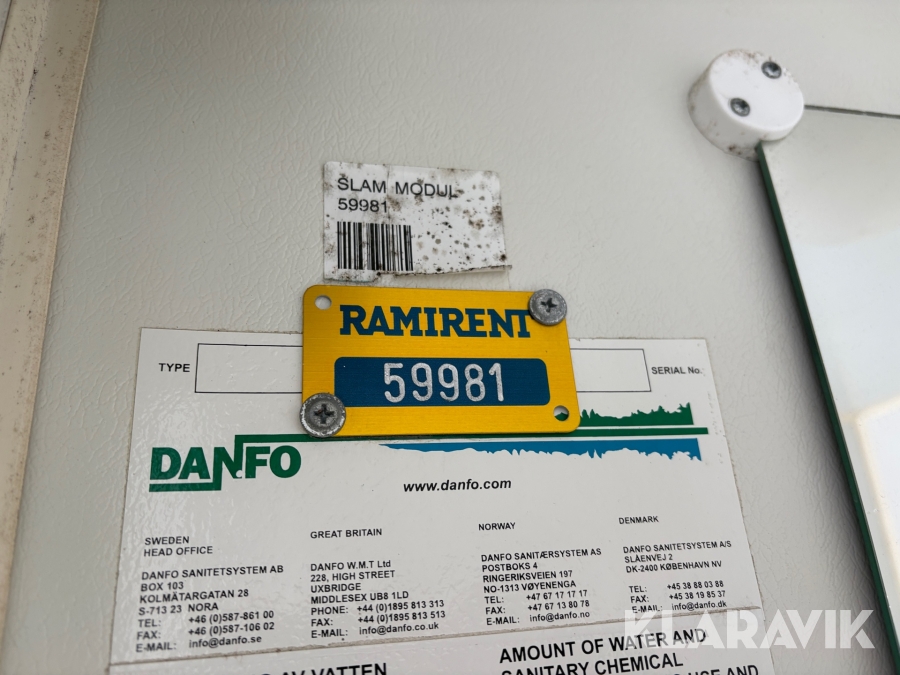 SLAM MODUL
59981
RAMIRENT
59981
TYPE
SERIAL No.
DANFO
www.danfo.com
SWEDEN
HEAD OFFICE
DANFO SANITETSYSTEM AB
BOX 103
KOLMÄTARGATAN 28
S-713 23 NORA
TEL: +46 (0)587-861 00
FAX: +46 (0)587-106 02
E-MAIL: info@danfo.se
GREAT BRITAIN
DANFO W.M.T Ltd
228, HIGH STREET
UXBRIDGE
MIDDLESEX UB8 1LD
PHONE: +44 (0)1895 813 313
FAX: +44 (0)1895 813 513
E-MAIL: info@danfo.co.uk
NORWAY
DANFO SANITÆRSYSTEM AS
POSTBOKS 4
RINGERIKSVEIEN 197
NO-1313 VØYENENGA
TEL: +47 67 17 17 17
FAX: +47 67 13 80 78
E-MAIL: info@danfo.no
DENMARK
DANFO SANITETSYSTEM A/S
SLÅENVEJ 2
DK-2400 KØBENHAVN NV
TEL: +45 38 88 03 88
FAX: +45 38 19 85 37
E-MAIL: info@danfo.dk
KLARAVIK
AV VATTEN
AMOUNT OF WATER AND
SANITARY CHEMICAL
USE AND